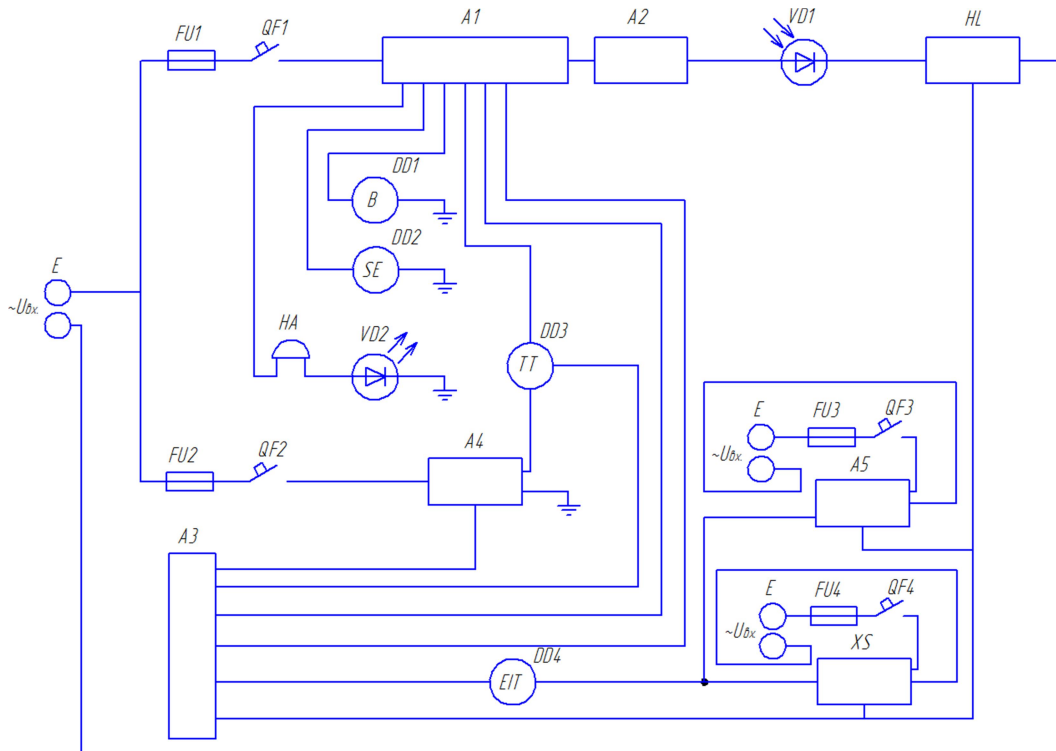 A1
A2
VD1
HL
FU1
QF1
DD1
B
DD2
SE
E
~Uвх.
HA
VD2
DD3
TT
FU2
QF2
A4
E
FU3
QF3
~Uвх.
A5
A3
E
FU4
QF4
~Uвх
XS
DD4
EIT